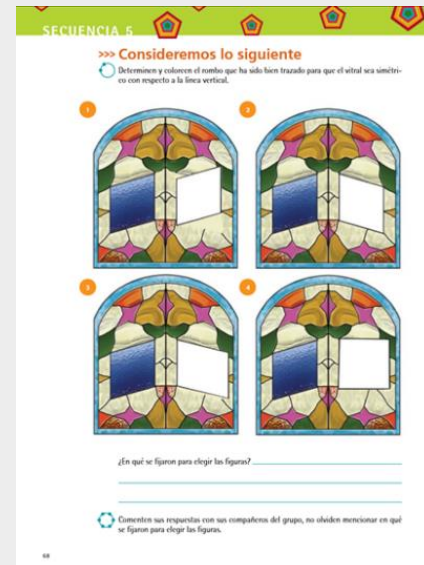 SECUENCIA 5
>>> Consideremos lo siguiente
Determinen y coloreen el rombo que ha sido bien trazado para que el vitral sea simétri-
co con respecto a la línea vertical.
1
2
3
4
¿En qué se fijaron para elegir las figuras?
Comenten sus respuestas con sus compañeros del grupo, no olviden mencionar en qué
se fijaron para elegir las figuras.